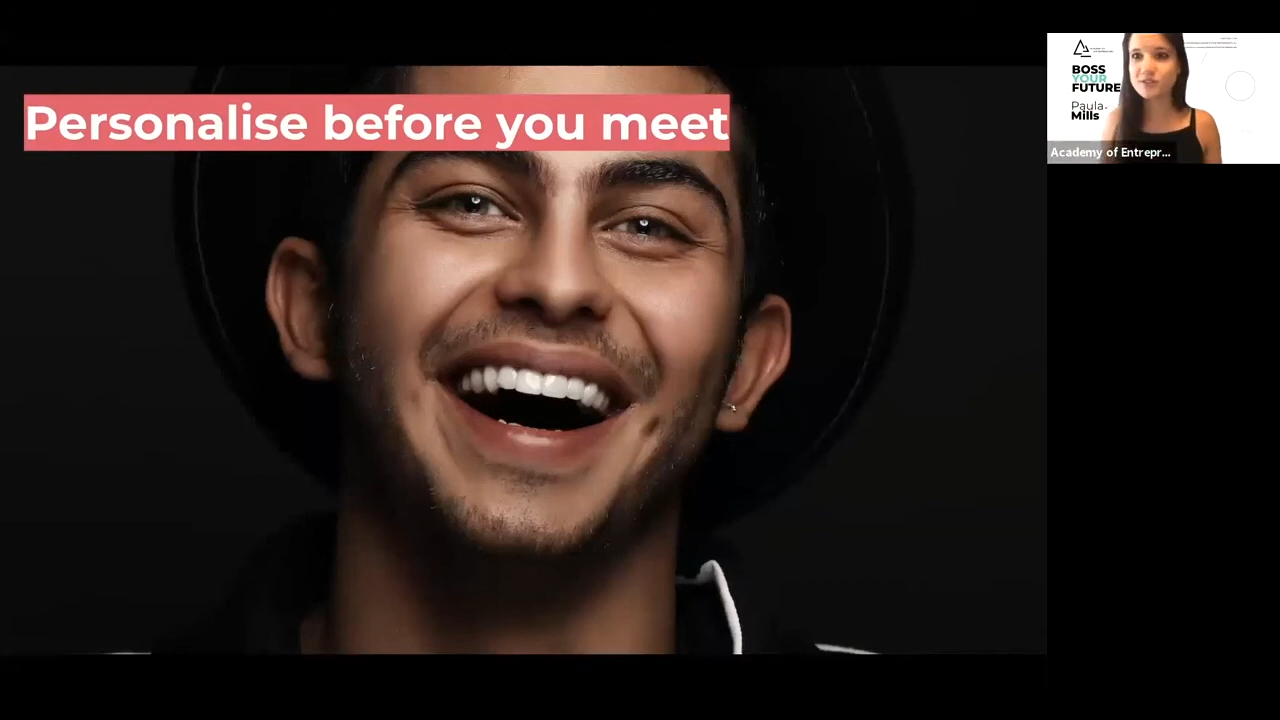 Personalise before you meet
BOSS
YOUR
FUTURE
Paula
Mills
Academy of Entrepr...